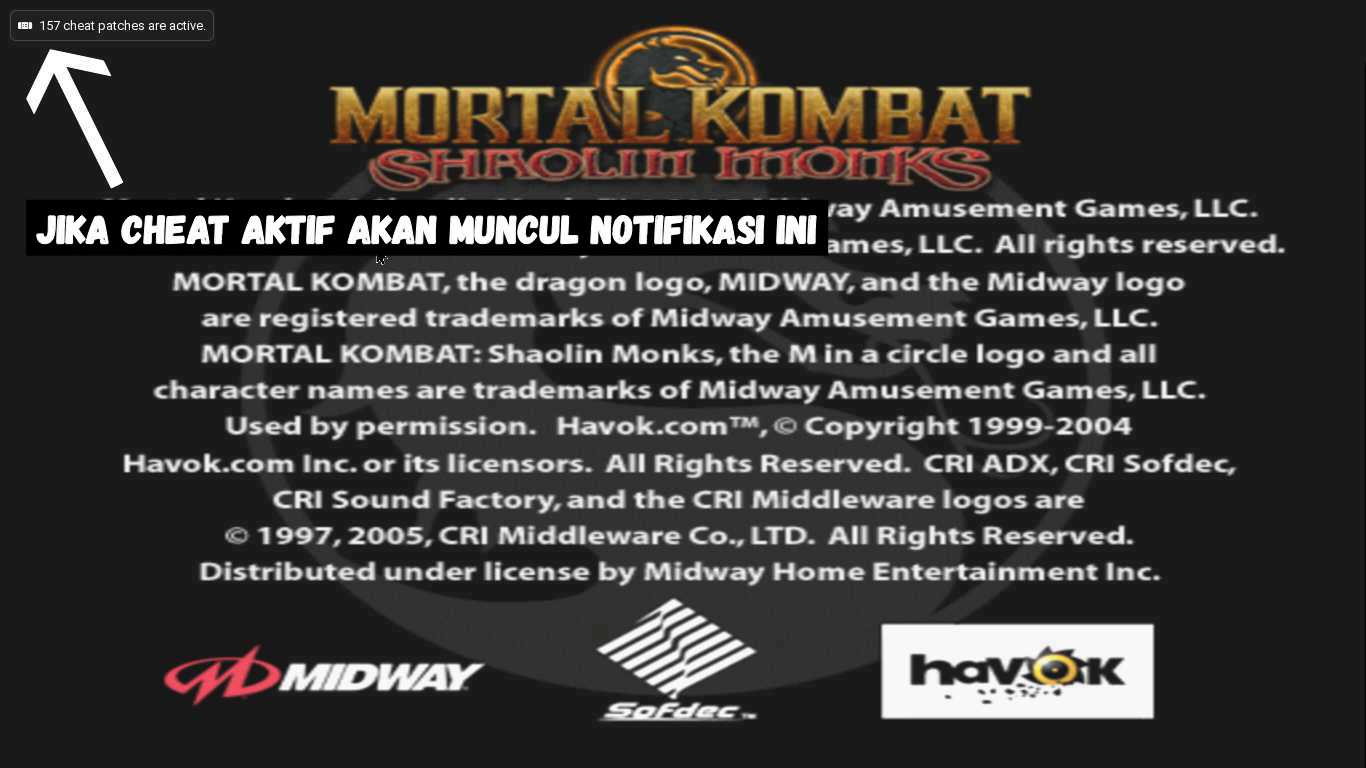 157 cheat patches are active.
MORTAL KOMBAT
SHAOLIN MONKS
way Amusement Games, LLC.
JIKA CHEAT AKTIF AKAN MUNCUL NOTIFIKASI INI
ames, LLC. All rights reserved.
MORTAL KOMBAT, the dragon logo, MIDWAY, and the Midway logo
are registered trademarks of Midway Amusement Games, LLC.
MORTAL KOMBAT: Shaolin Monks, the M in a circle logo and all
character names are trademarks of Midway Amusement Games, LLC.
Used by permission. Havok.com™, © Copyright 1999-2004
Havok.com Inc. or its licensors. All Rights Reserved. CRI ADX, CRI Sofdec,
CRI Sound Factory, and the CRI Middleware logos are
© 1997, 2005, CRI Middleware Co., LTD. All Rights Reserved.
Distributed under license by Midway Home Entertainment Inc.
MIDWAY
Sofdec™
havok